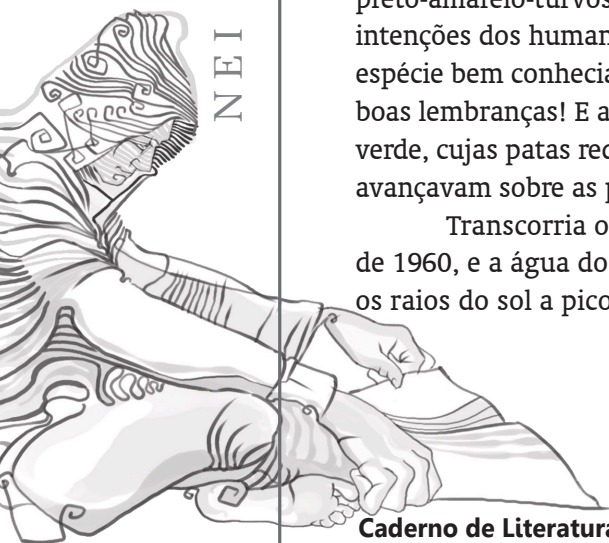 NEI
preto-amarelo-turvos
intenções dos human
espécie bem conhecia
boas lembranças! E a
verde, cujas patas
avançavam sobre as
Transcorria o
de 1960, e a água do
os raios do sol a pico
Caderno de Literatura